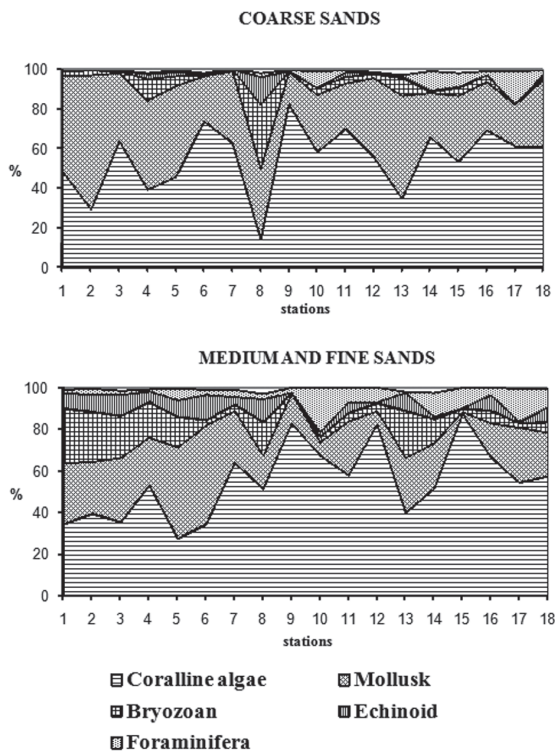 COARSE SANDS
100
80
60
%
40
20
0
1 2 3 4 5 6 7 8 9 10 11 12 13 14 15 16 17 18
stations
MEDIUM AND FINE SANDS
100
80
60
%
40
20
0
1 2 3 4 5 6 7 8 9 10 11 12 13 14 15 16 17 18
stations
Coralline algae Mollusk
Bryozoan Echinoid
Foraminifera